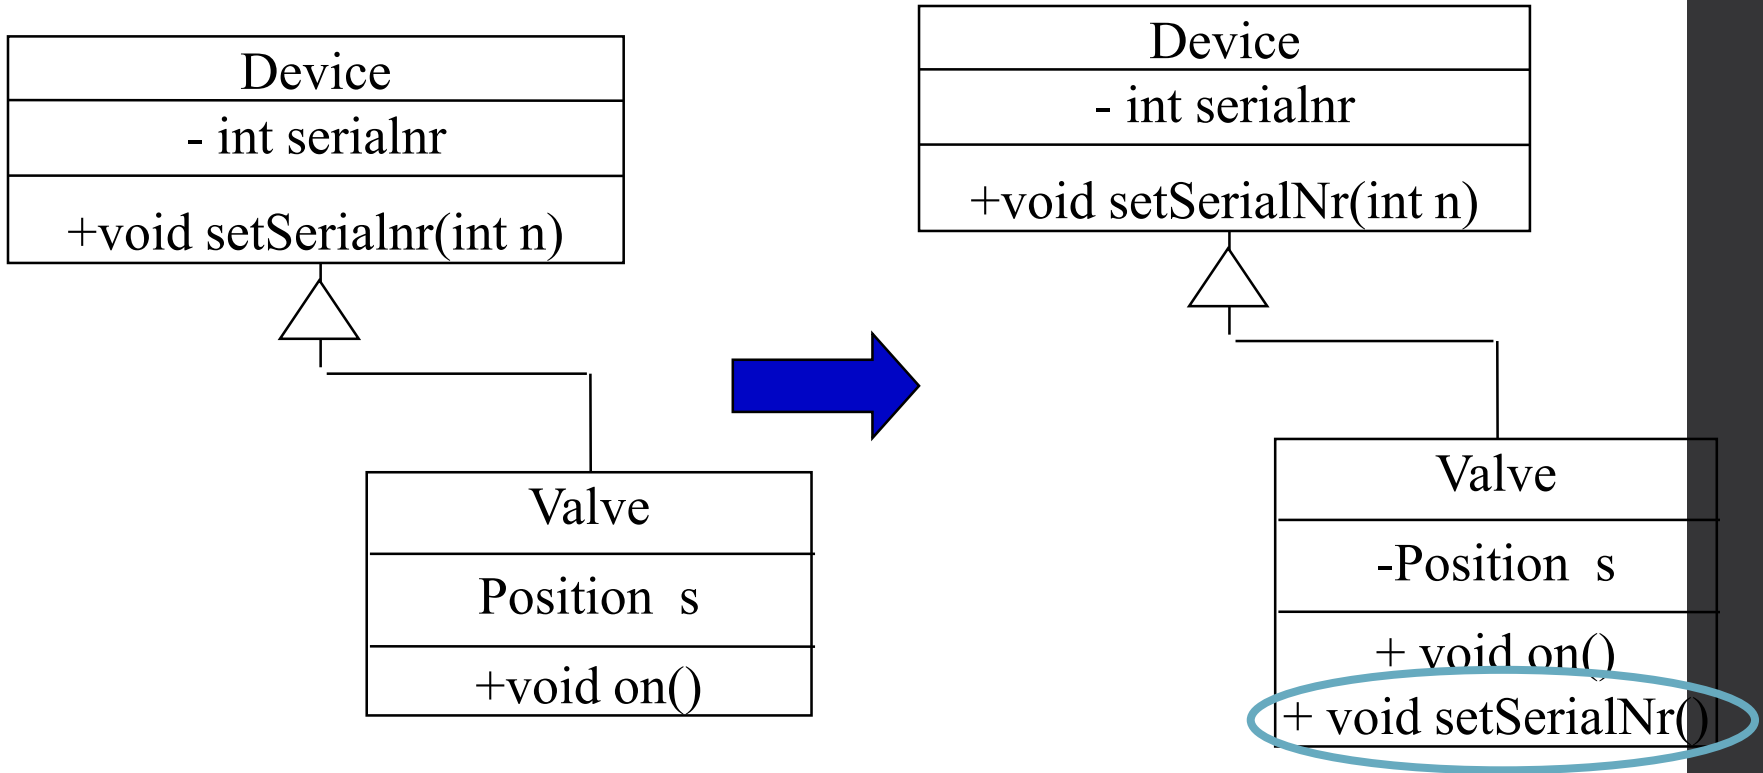 Device
- int serialnr
+void setSerialnr(int n)
Valve
Position s
+void on()
Device
- int serialnr
+void setSerialNr(int n)
Valve
-Position s
+ void on()
+ void setSerialNr()